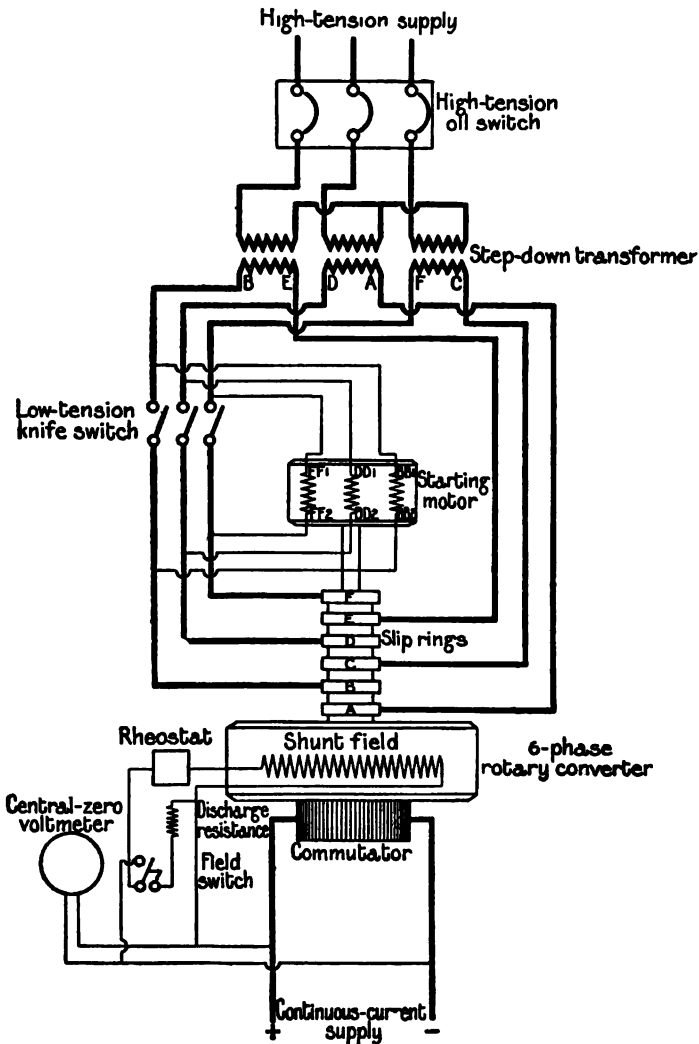 High-tension supply
High-tension
oil switch
Step-down transformer
B E D A F C
Low-tension
knife switch
FF1 DD1 BB1
Starting
motor
FF2 DD2
F
E
D
Slip rings
C
B
A
Rheostat
Shunt field
6-phase
rotary converter
Central-zero
voltmeter
Discharge
resistance
Commutator
Field
switch
Continuous-current
supply
+ −